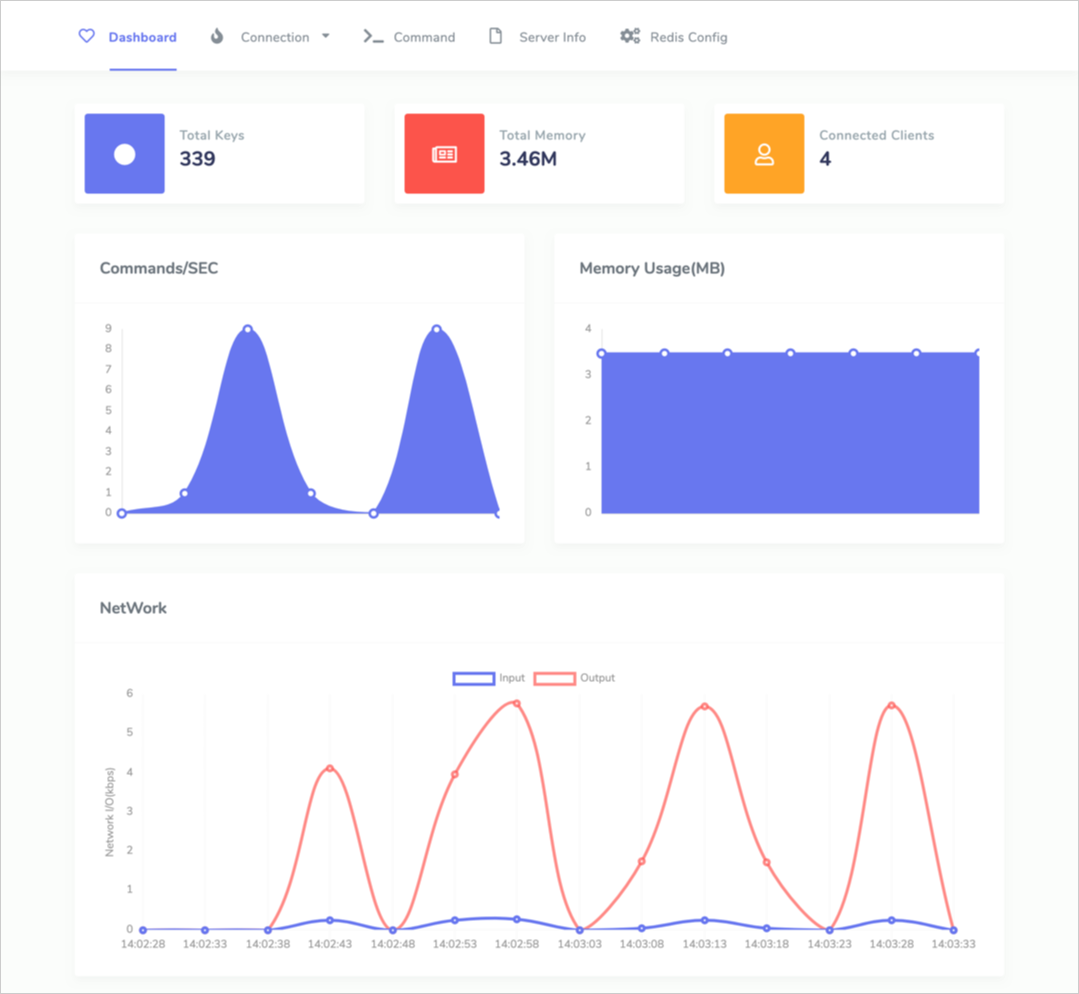 Dashboard Connection Command Server Info Redis Config
Total Keys
339
Total Memory
3.46M
Connected Clients
4
Commands/SEC
9
8
7
6
5
4
3
2
1
0
Memory Usage(MB)
4
3
2
1
0
NetWork
Input Output
Network I/O(kbps)
6
5
4
3
2
1
0
14:02:28 14:02:33 14:02:38 14:02:43 14:02:48 14:02:53 14:02:58 14:03:03 14:03:08 14:03:13 14:03:18 14:03:23 14:03:28 14:03:33